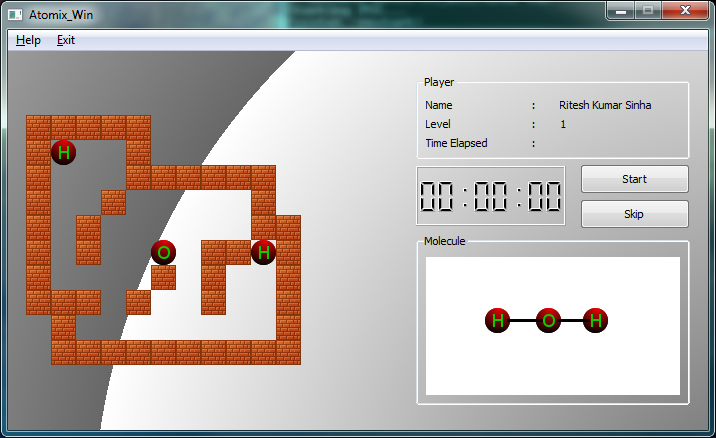 Atomix_Win
Help Exit
Player
Name : Ritesh Kumar Sinha
Level : 1
Time Elapsed :
00:00:00
Start
Skip
Molecule
H
O H
H O H